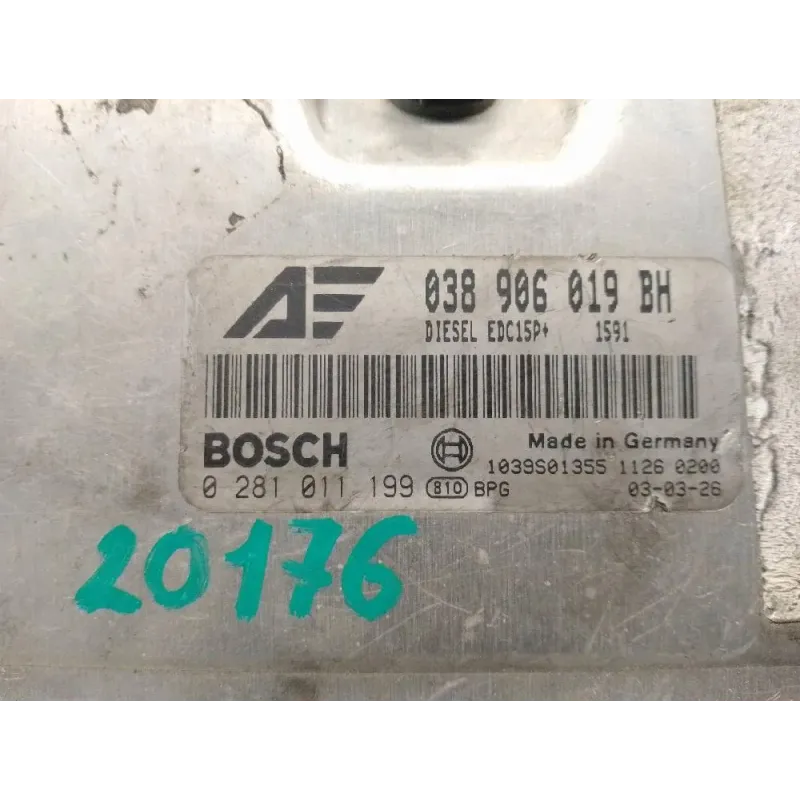 AF 038 906 019 BH
DIESEL EDC15P+ 1591
BOSCH Made in Germany
1039S01355 1126 0200
0 281 011 199 810 BPG 03-03-26
20176